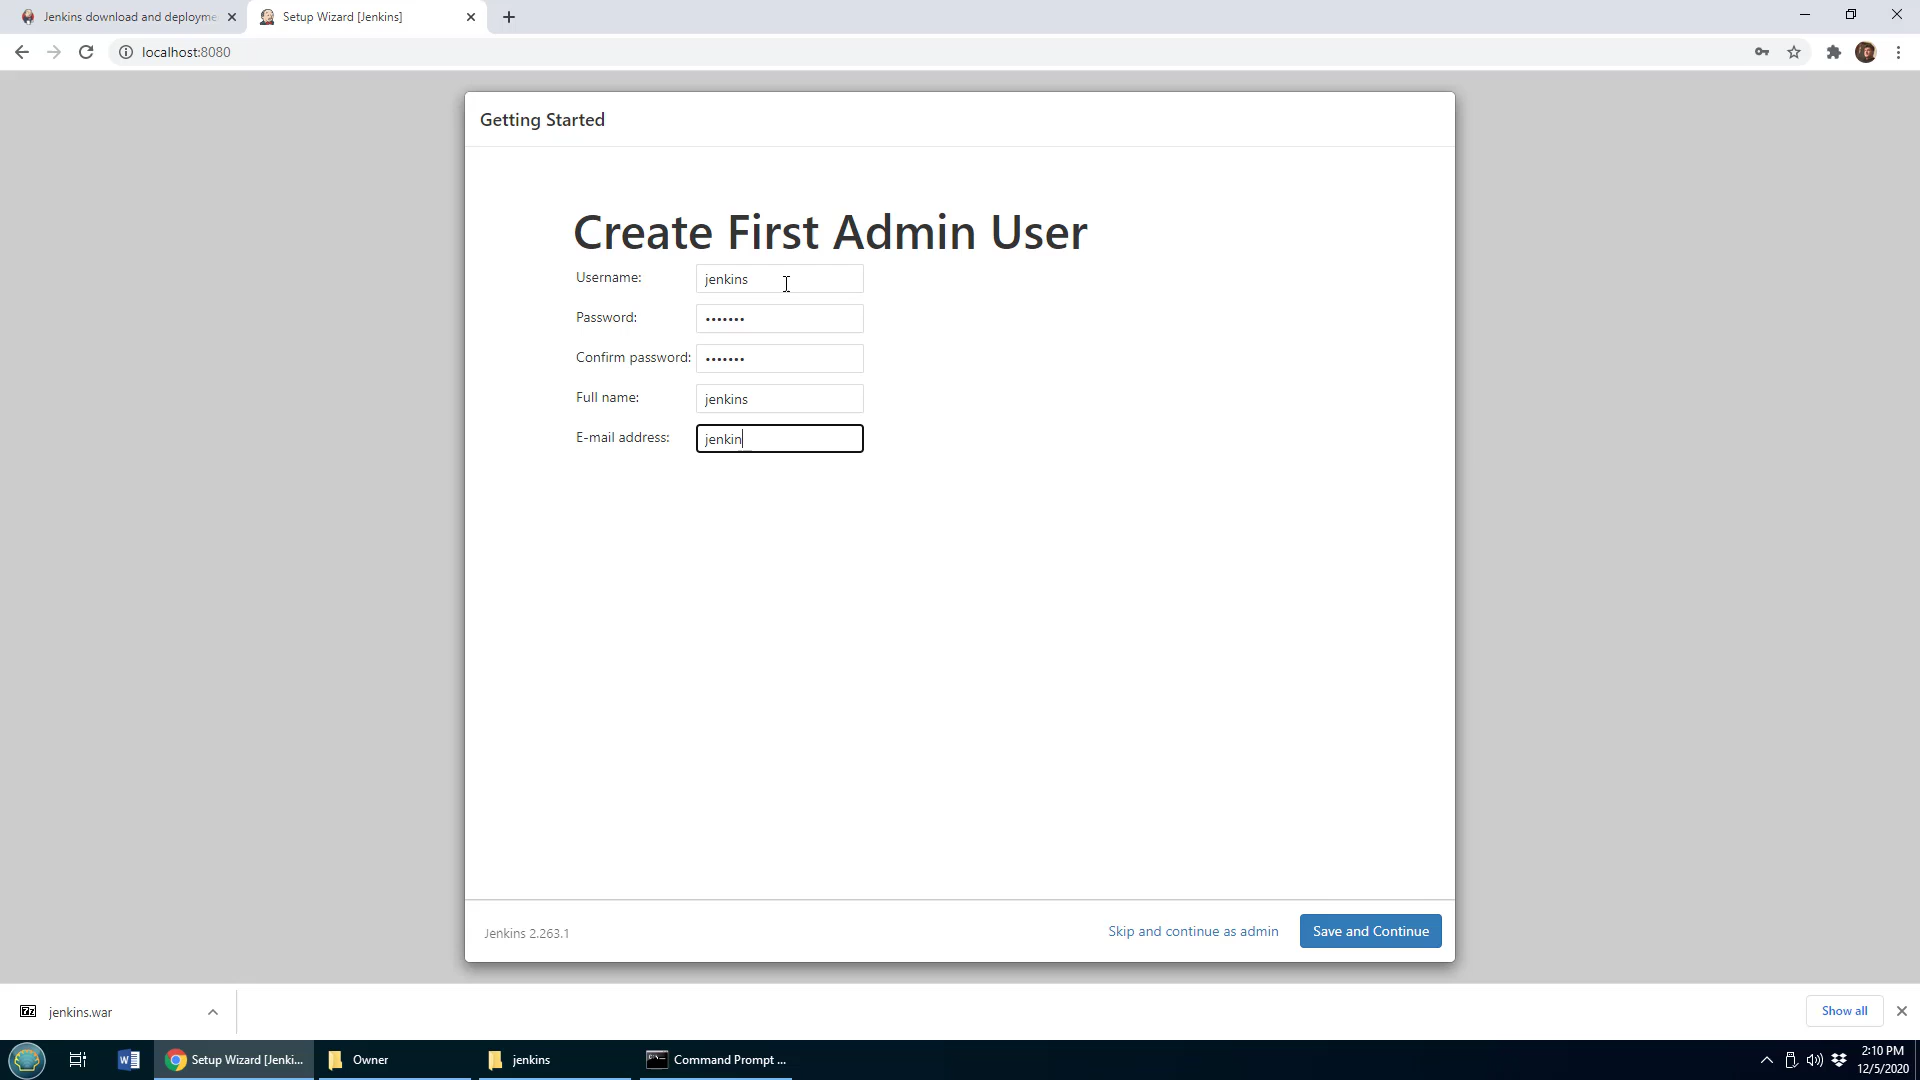 Jenkins download and deployme
Setup Wizard [Jenkins]
localhost:8080
Getting Started
Create First Admin User
Username:
jenkins
Password:
•••••••
Confirm password:
•••••••
Full name:
jenkins
E-mail address:
jenkin
Jenkins 2.263.1
Skip and continue as admin
Save and Continue
jenkins.war
Show all
Setup Wizard [Jenki...
Owner
jenkins
Command Prompt ...
2:10 PM
12/5/2020